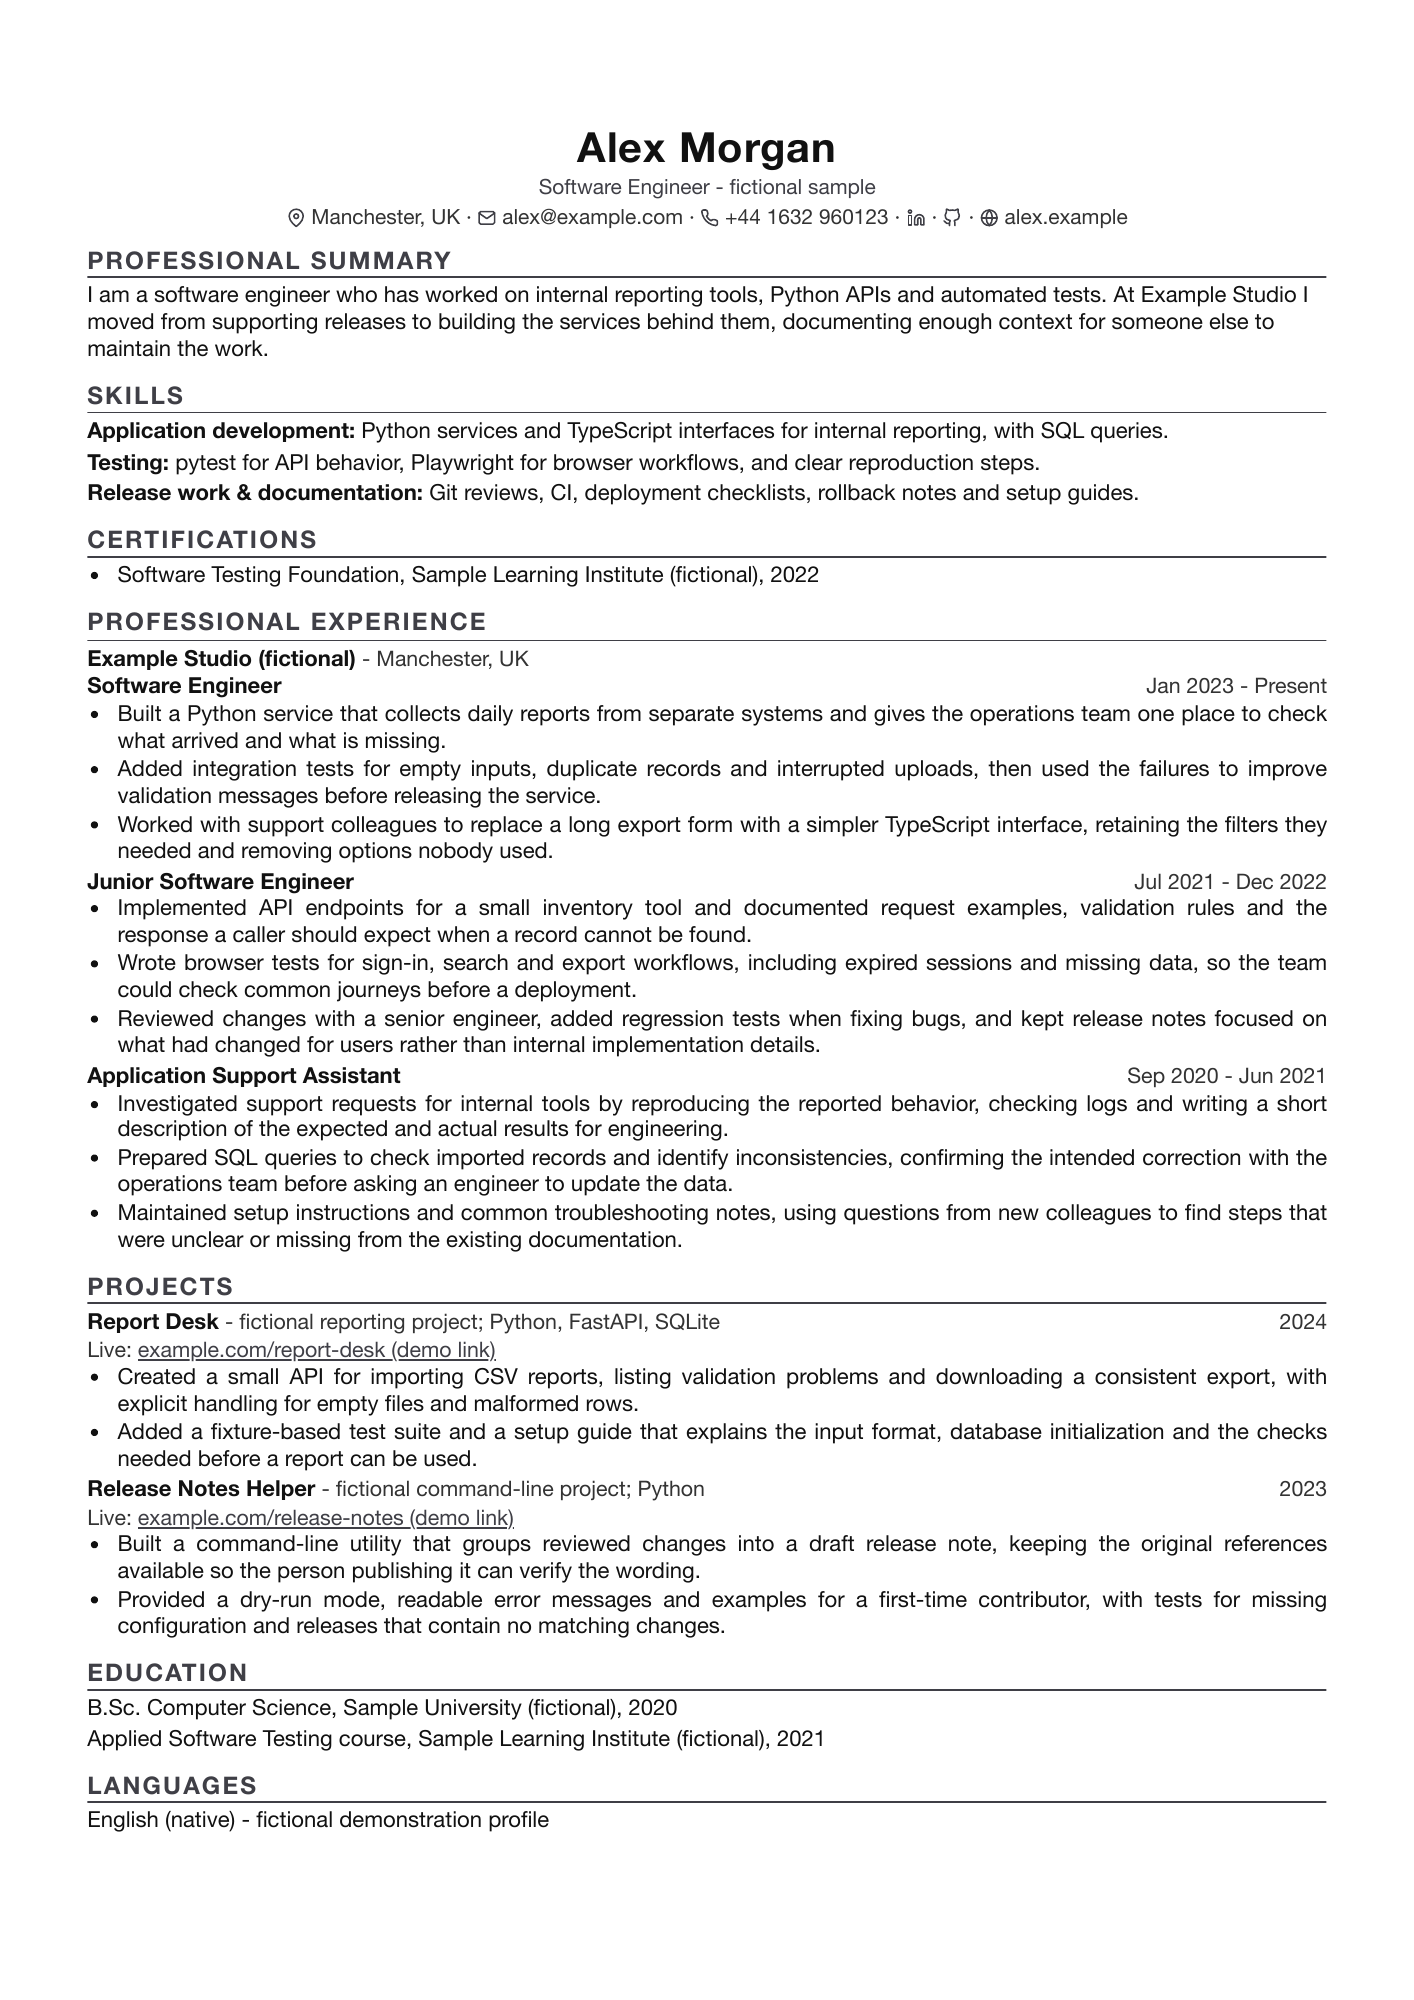 Alex Morgan
Software Engineer - fictional sample
Manchester, UK · alex@example.com · +44 1632 960123 · in · · alex.example
PROFESSIONAL SUMMARY
I am a software engineer who has worked on internal reporting tools, Python APIs and automated tests. At Example Studio I
moved from supporting releases to building the services behind them, documenting enough context for someone else to
maintain the work.
SKILLS
Application development: Python services and TypeScript interfaces for internal reporting, with SQL queries.
Testing: pytest for API behavior, Playwright for browser workflows, and clear reproduction steps.
Release work & documentation: Git reviews, CI, deployment checklists, rollback notes and setup guides.
CERTIFICATIONS
• Software Testing Foundation, Sample Learning Institute (fictional), 2022
PROFESSIONAL EXPERIENCE
Example Studio (fictional) - Manchester, UK
Software Engineer Jan 2023 - Present
• Built a Python service that collects daily reports from separate systems and gives the operations team one place to check
what arrived and what is missing.
• Added integration tests for empty inputs, duplicate records and interrupted uploads, then used the failures to improve
validation messages before releasing the service.
• Worked with support colleagues to replace a long export form with a simpler TypeScript interface, retaining the filters they
needed and removing options nobody used.
Junior Software Engineer Jul 2021 - Dec 2022
• Implemented API endpoints for a small inventory tool and documented request examples, validation rules and the
response a caller should expect when a record cannot be found.
• Wrote browser tests for sign-in, search and export workflows, including expired sessions and missing data, so the team
could check common journeys before a deployment.
• Reviewed changes with a senior engineer, added regression tests when fixing bugs, and kept release notes focused on
what had changed for users rather than internal implementation details.
Application Support Assistant Sep 2020 - Jun 2021
• Investigated support requests for internal tools by reproducing the reported behavior, checking logs and writing a short
description of the expected and actual results for engineering.
• Prepared SQL queries to check imported records and identify inconsistencies, confirming the intended correction with the
operations team before asking an engineer to update the data.
• Maintained setup instructions and common troubleshooting notes, using questions from new colleagues to find steps that
were unclear or missing from the existing documentation.
PROJECTS
Report Desk - fictional reporting project; Python, FastAPI, SQLite 2024
Live: example.com/report-desk (demo link)
• Created a small API for importing CSV reports, listing validation problems and downloading a consistent export, with
explicit handling for empty files and malformed rows.
• Added a fixture-based test suite and a setup guide that explains the input format, database initialization and the checks
needed before a report can be used.
Release Notes Helper - fictional command-line project; Python 2023
Live: example.com/release-notes (demo link)
• Built a command-line utility that groups reviewed changes into a draft release note, keeping the original references
available so the person publishing it can verify the wording.
• Provided a dry-run mode, readable error messages and examples for a first-time contributor, with tests for missing
configuration and releases that contain no matching changes.
EDUCATION
B.Sc. Computer Science, Sample University (fictional), 2020
Applied Software Testing course, Sample Learning Institute (fictional), 2021
LANGUAGES
English (native) - fictional demonstration profile